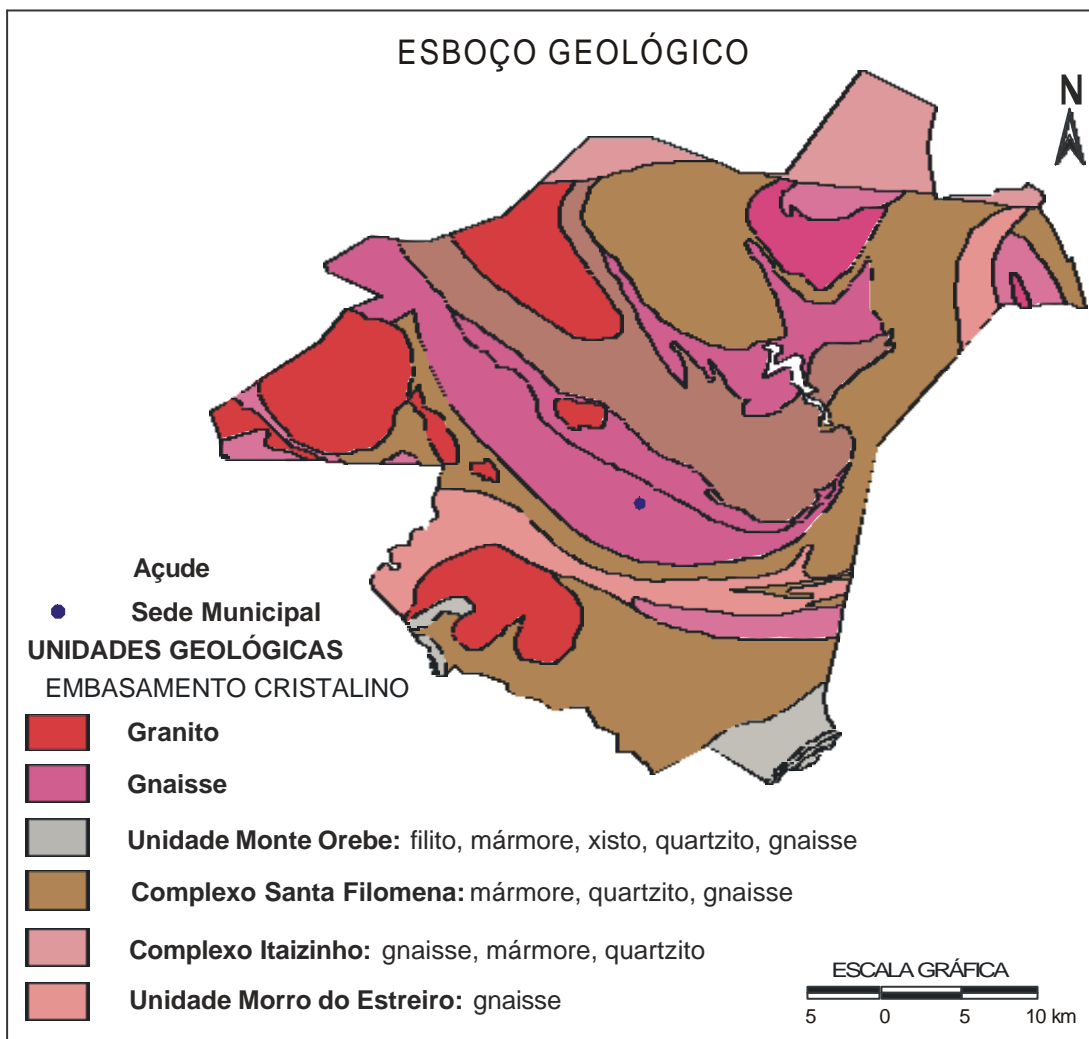 ESBOÇO GEOLÓGICO
N
Açude
Sede Municipal
UNIDADES GEOLÓGICAS
EMBASAMENTO CRISTALINO
Granito
Gnaisse
Unidade Monte Orebe: filito, mármore, xisto, quartzito, gnaisse
Complexo Santa Filomena: mármore, quartzito, gnaisse
Complexo Itaizinho: gnaisse, mármore, quartzito
Unidade Morro do Estreiro: gnaisse
ESCALA GRÁFICA
5 0 5 10 km